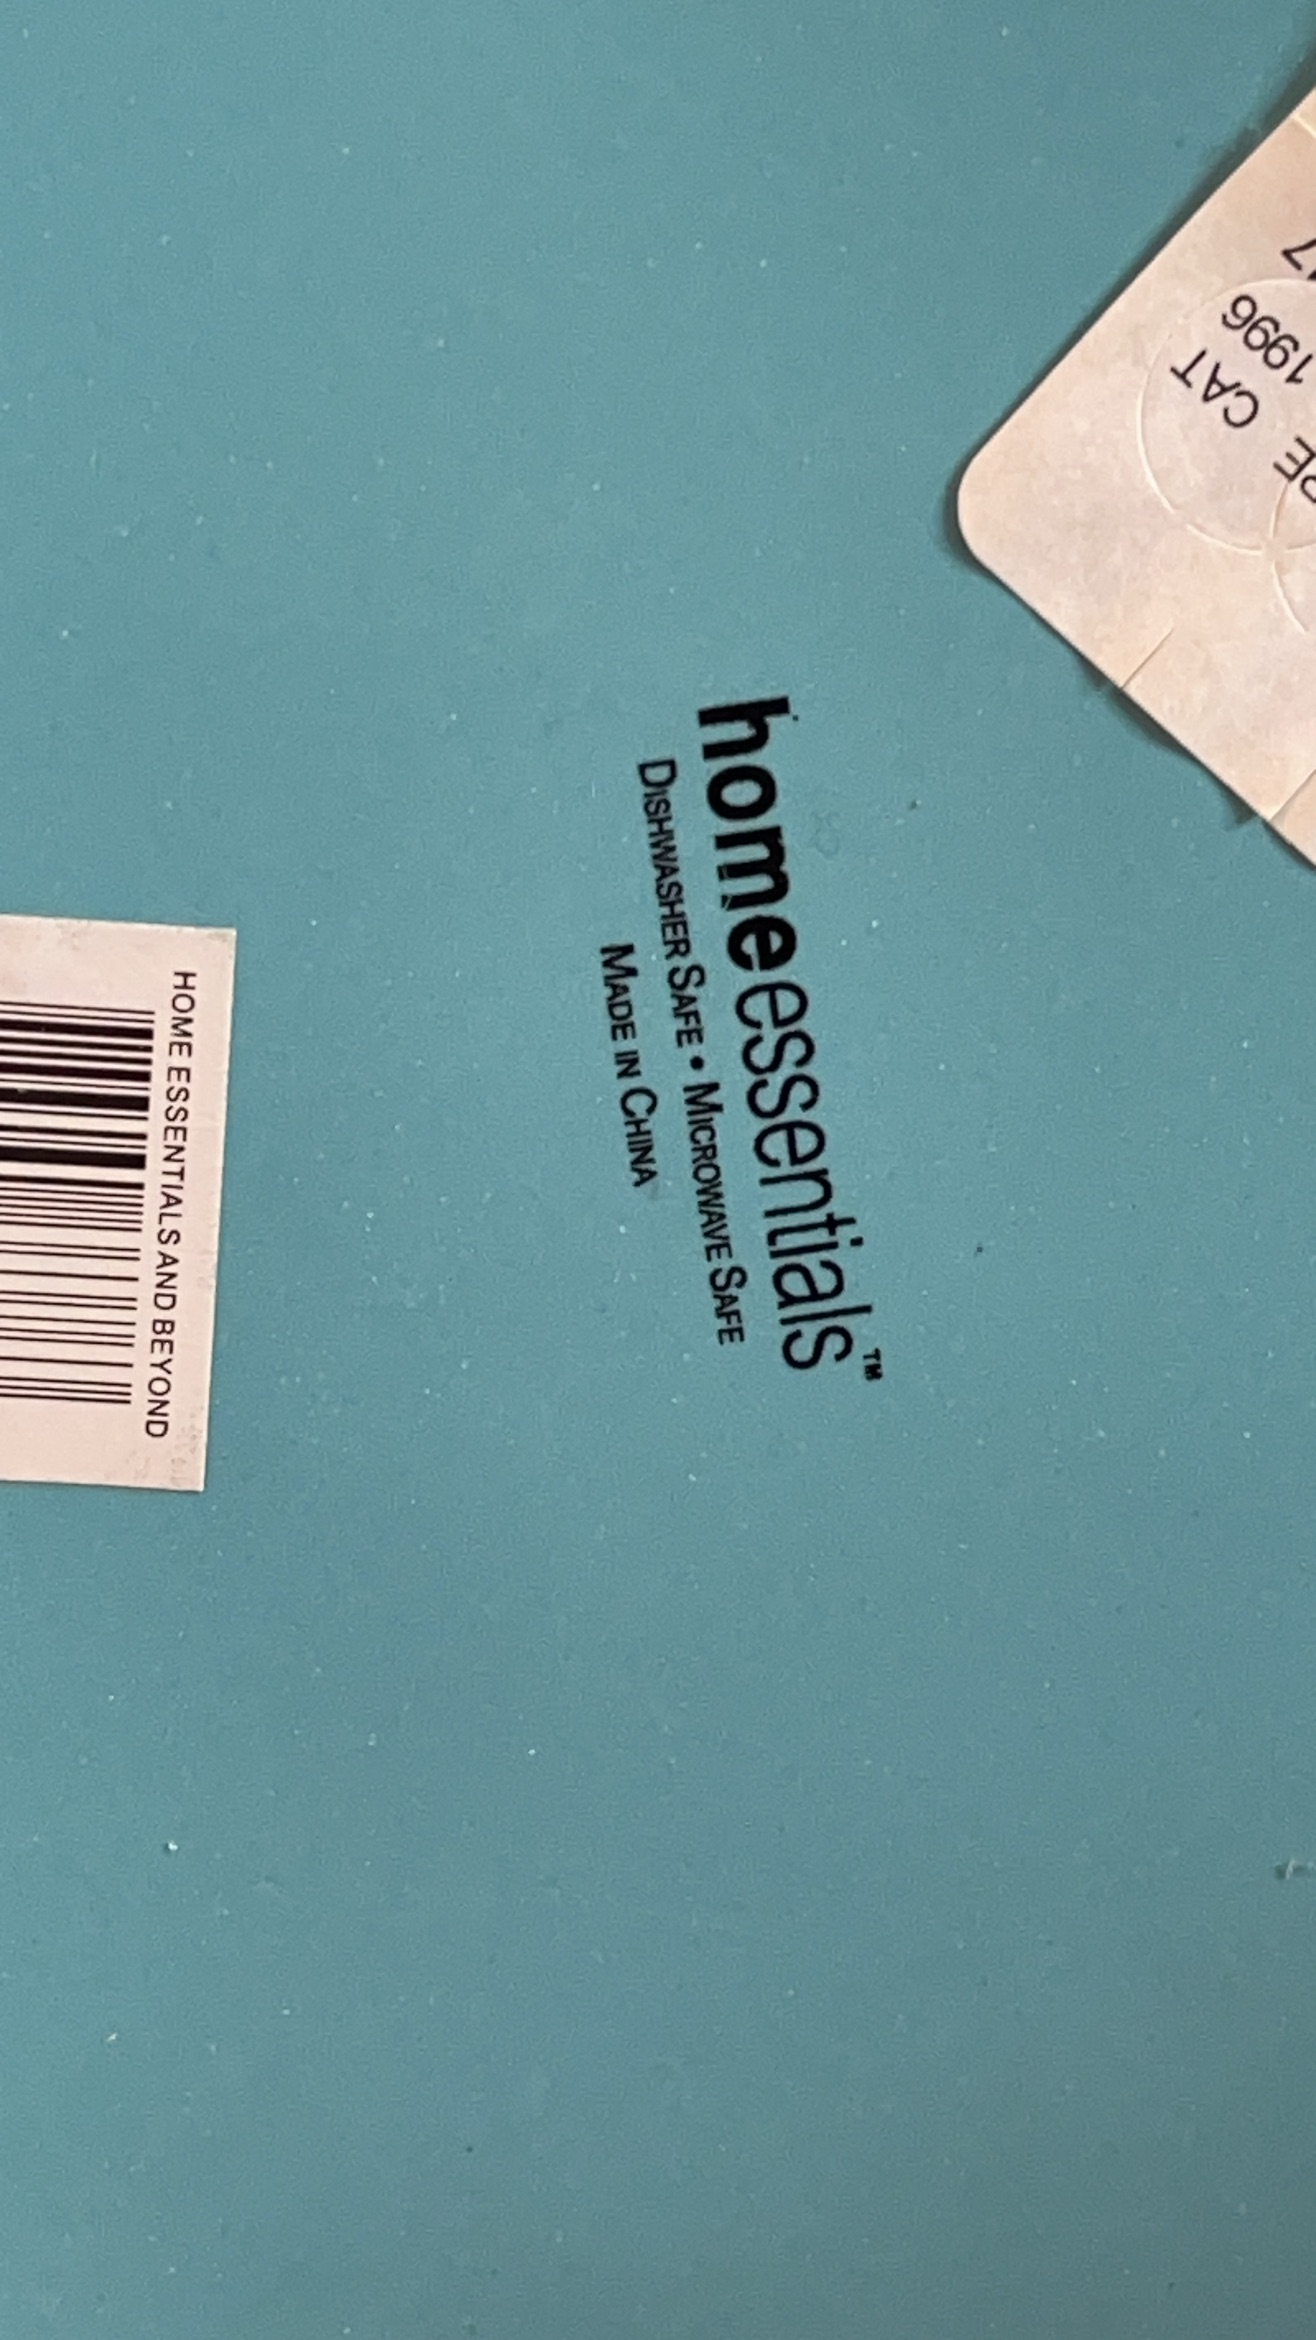 homeessentials™
DISHWASHER SAFE • MICROWAVE SAFE
MADE IN CHINA
HOME ESSENTIALS AND BEYOND
CAT
1996